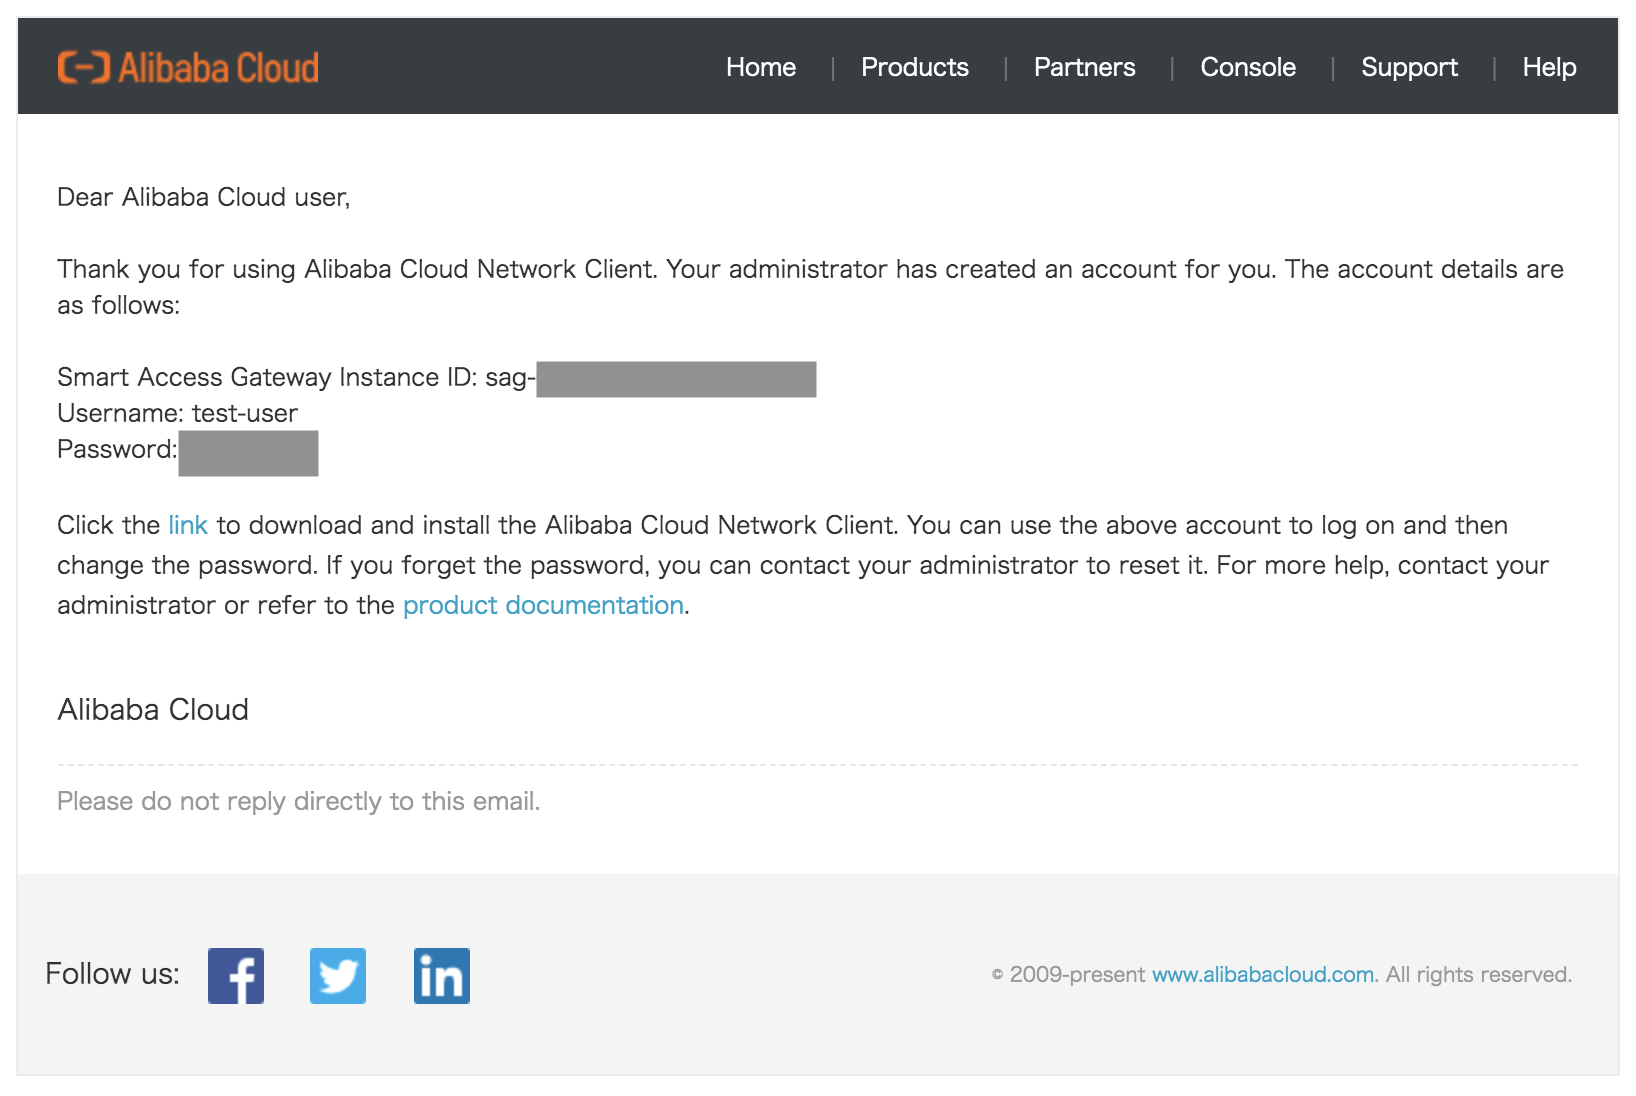 Alibaba Cloud
Home | Products | Partners | Console | Support | Help
Dear Alibaba Cloud user,
Thank you for using Alibaba Cloud Network Client. Your administrator has created an account for you. The account details are
as follows:
Smart Access Gateway Instance ID: sag-
Username: test-user
Password:
Click the link to download and install the Alibaba Cloud Network Client. You can use the above account to log on and then
change the password. If you forget the password, you can contact your administrator to reset it. For more help, contact your
administrator or refer to the product documentation.
Alibaba Cloud
Please do not reply directly to this email.
Follow us:
© 2009-present www.alibabacloud.com. All rights reserved.